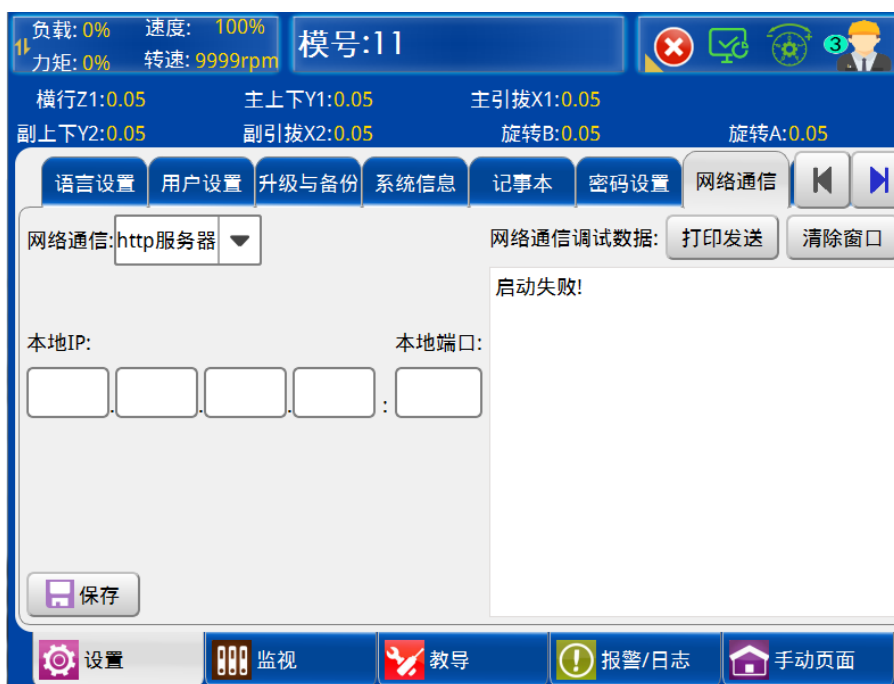 负载: 0% 速度: 100% 模号:11
力矩: 0% 转速: 9999rpm 3
横行Z1:0.05 主上下Y1:0.05 主引拔X1:0.05
副上下Y2:0.05 副引拔X2:0.05 旋转B:0.05 旋转A:0.05
语言设置 用户设置 升级与备份 系统信息 记事本 密码设置 网络通信
网络通信:http服务器 网络通信调试数据: 打印发送 清除窗口
启动失败!
本地IP: 本地端口:
. . . :
保存
设置 监视 教导 报警/日志 手动页面